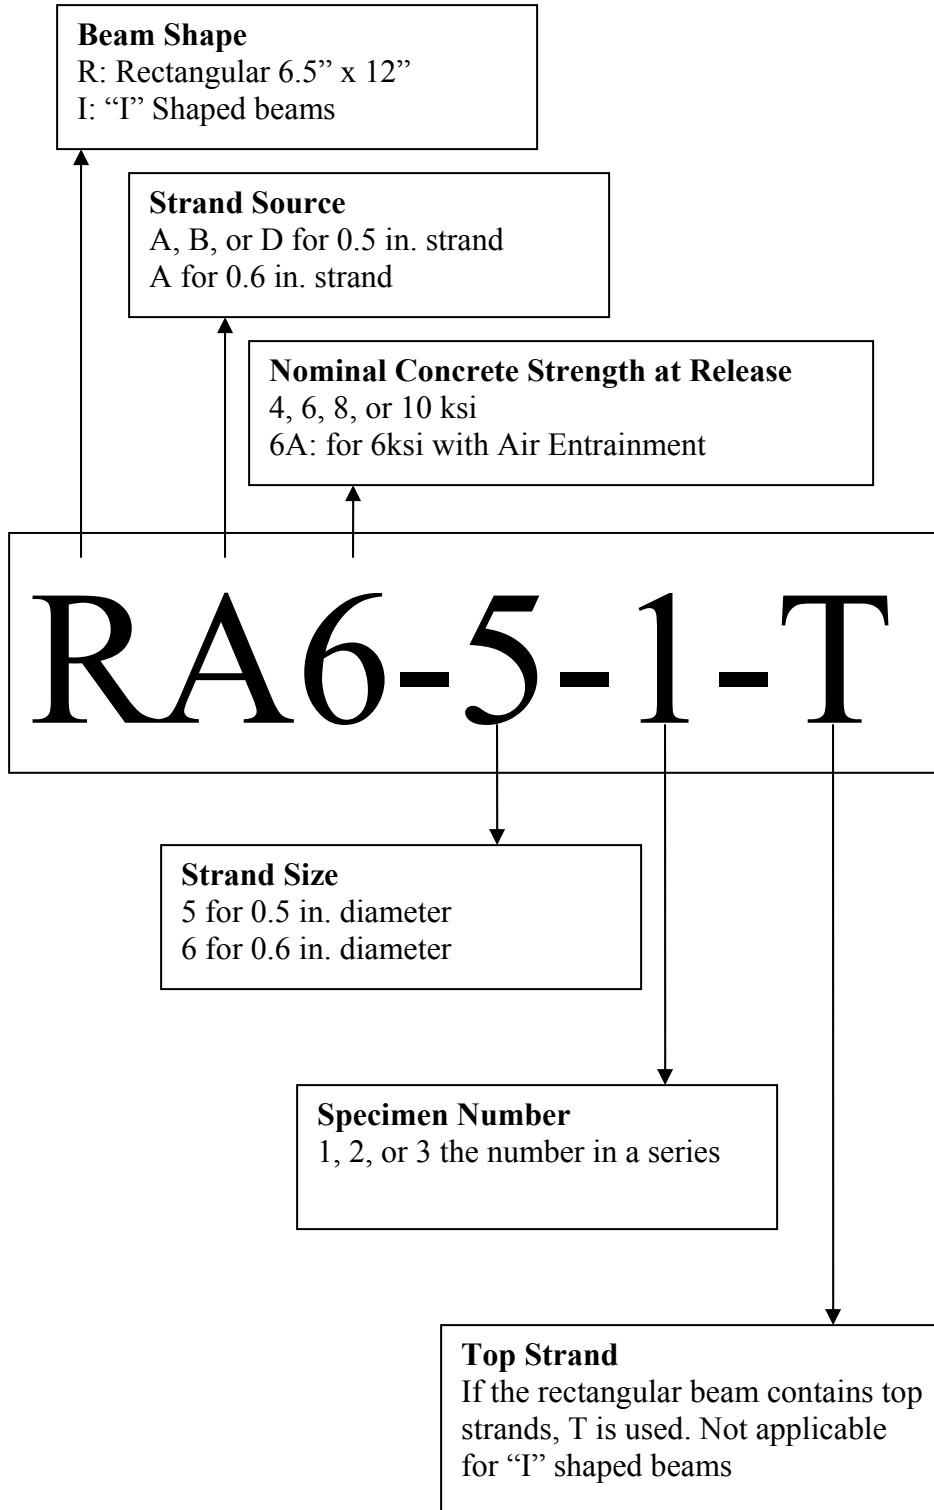 Beam Shape
R: Rectangular 6.5” x 12”
I: “I” Shaped beams
Strand Source
A, B, or D for 0.5 in. strand
A for 0.6 in. strand
Nominal Concrete Strength at Release
4, 6, 8, or 10 ksi
6A: for 6ksi with Air Entrainment
RA6-5-1-T
Strand Size
5 for 0.5 in. diameter
6 for 0.6 in. diameter
Specimen Number
1, 2, or 3 the number in a series
Top Strand
If the rectangular beam contains top
strands, T is used. Not applicable
for “I” shaped beams